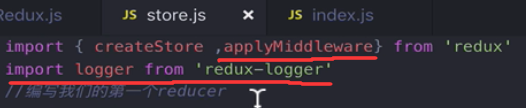 Redux.js JS store.js × JS index.js
import { createStore ,applyMiddleware} from 'redux'
import logger from 'redux-logger'
//编写我们的第一个reducer